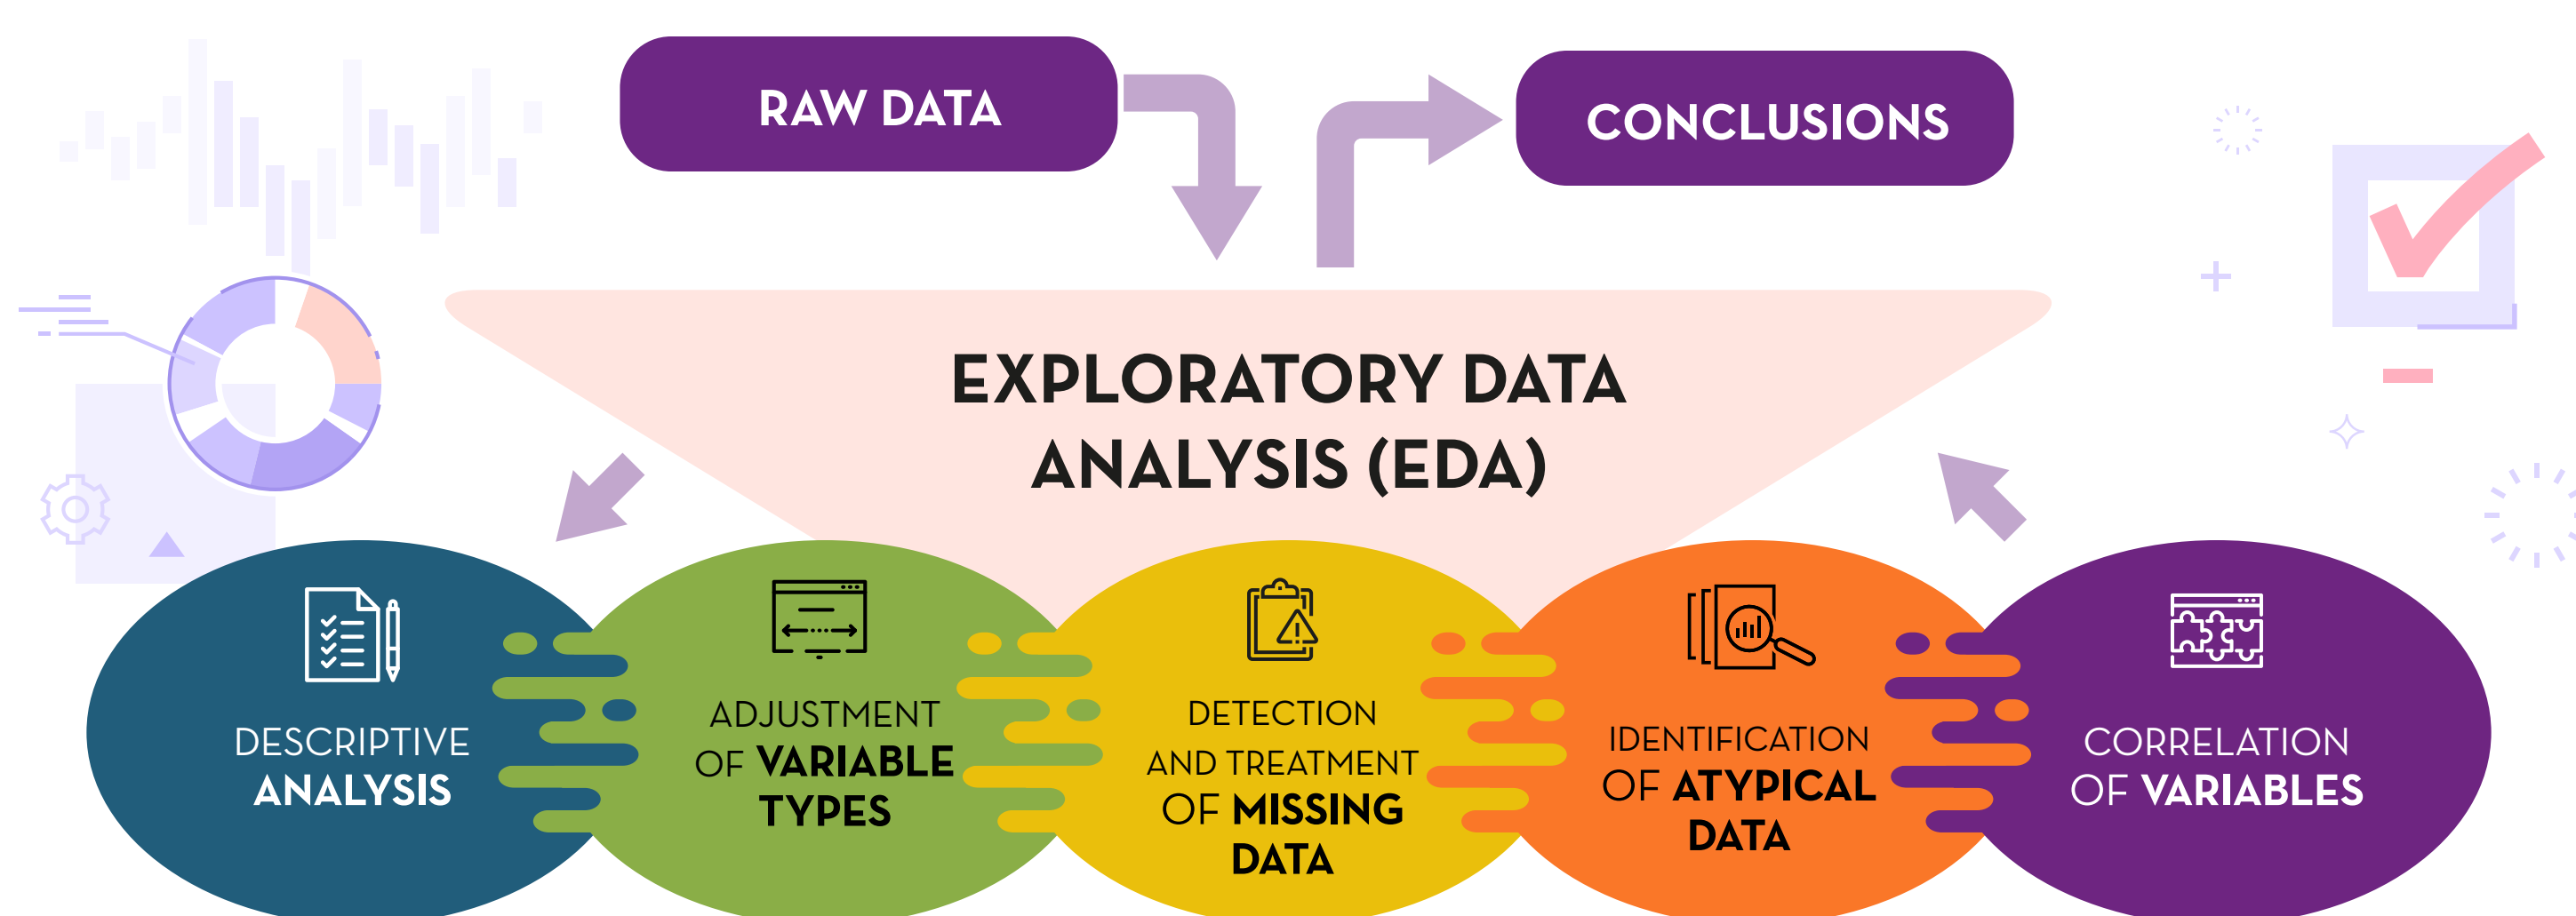 RAW DATA
CONCLUSIONS
EXPLORATORY DATA
ANALYSIS (EDA)
DESCRIPTIVE
ANALYSIS
ADJUSTMENT
OF VARIABLE
TYPES
DETECTION
AND TREATMENT
OF MISSING
DATA
IDENTIFICATION
OF ATYPICAL
DATA
CORRELATION
OF VARIABLES